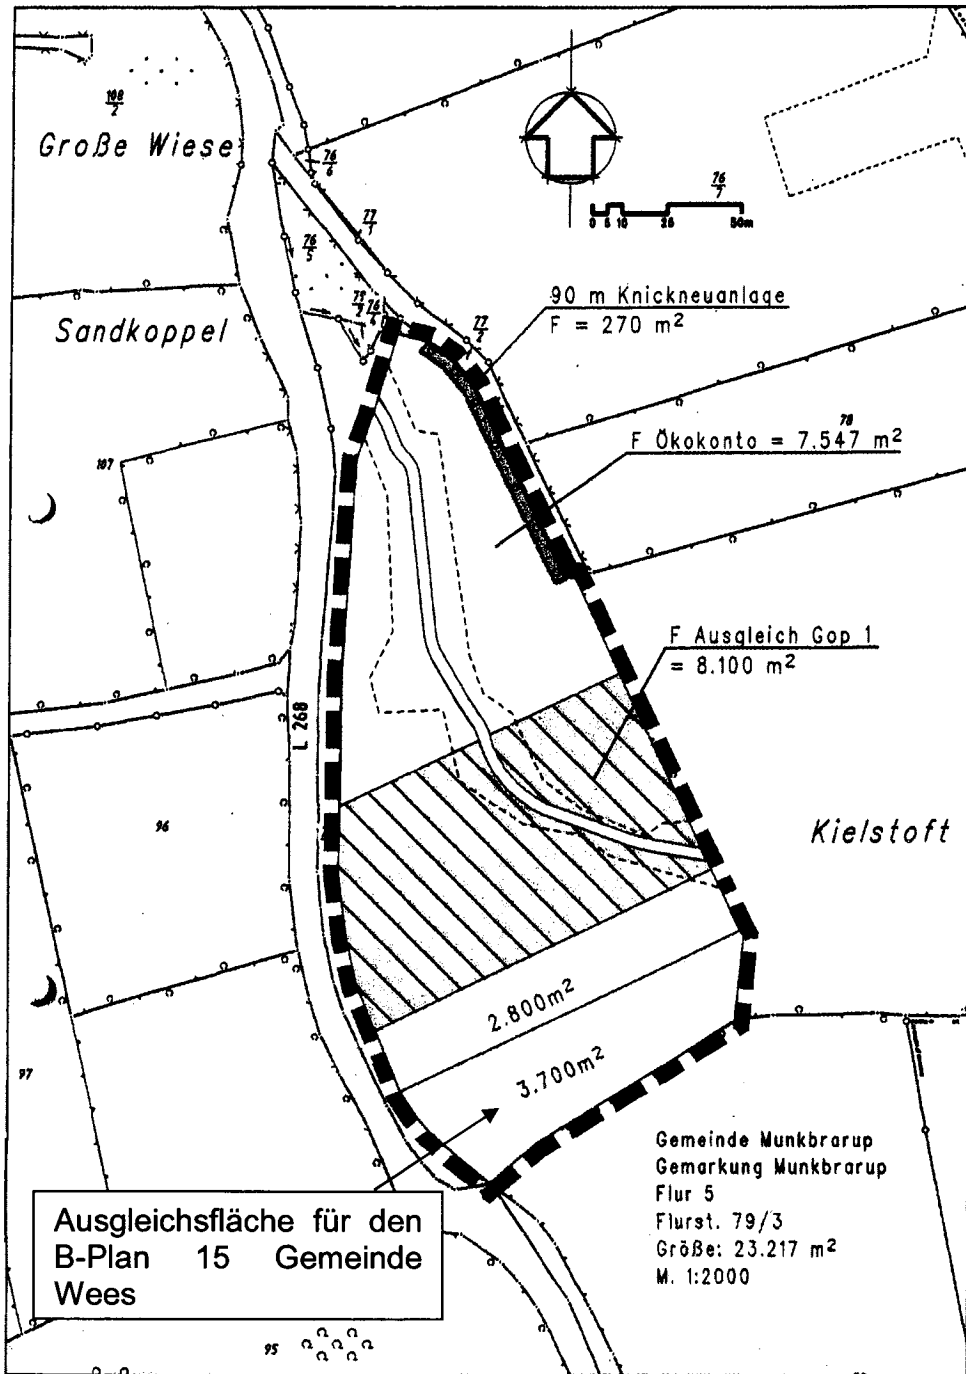 108
2
Große Wiese
76
6
76
7
77
1
0 5 10 25 50m
76
5
90 m Knickneuanlage
F = 270 m²
Sandkoppel
76
4
77
2
78
F Ökokonto = 7.547 m²
107
F Ausgleich Gop 1
= 8.100 m²
L 268
96
Kielstoft
2.800m²
3.700m²
97
Gemeinde Munkbrarup
Gemarkung Munkbrarup
Flur 5
Flurst. 79/3
Größe: 23.217 m²
M. 1:2000
Ausgleichsfläche für den
B-Plan 15 Gemeinde
Wees
95